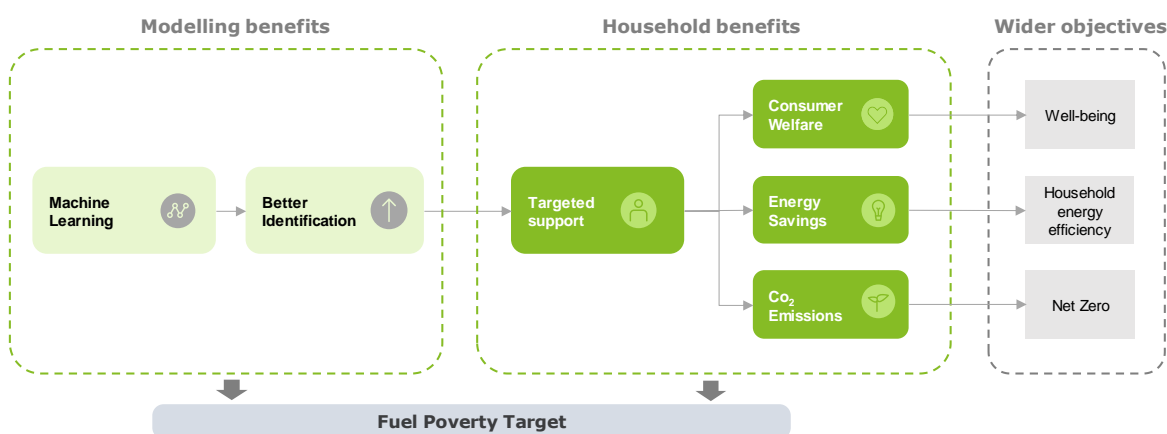 Modelling benefits
Household benefits
Wider objectives
Machine
Learning
Better
Identification
Targeted
support
Consumer
Welfare
Energy
Savings
Co₂
Emissions
Well-being
Household
energy
efficiency
Net Zero
Fuel Poverty Target